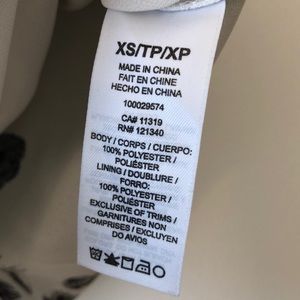 XS/TP/XP
MADE IN CHINA
FAIT EN CHINE
HECHO EN CHINA
100029574
CA# 11319
RN# 121340
BODY / CORPS / CUERPO:
100% POLYESTER /
POLIÉSTER
LINING / DOUBLURE /
FORRO:
100% POLYESTER /
POLIÉSTER
EXCLUSIVE OF TRIMS /
GARNITURES NON
COMPRISES / EXCLUYEN
DO AVIOS